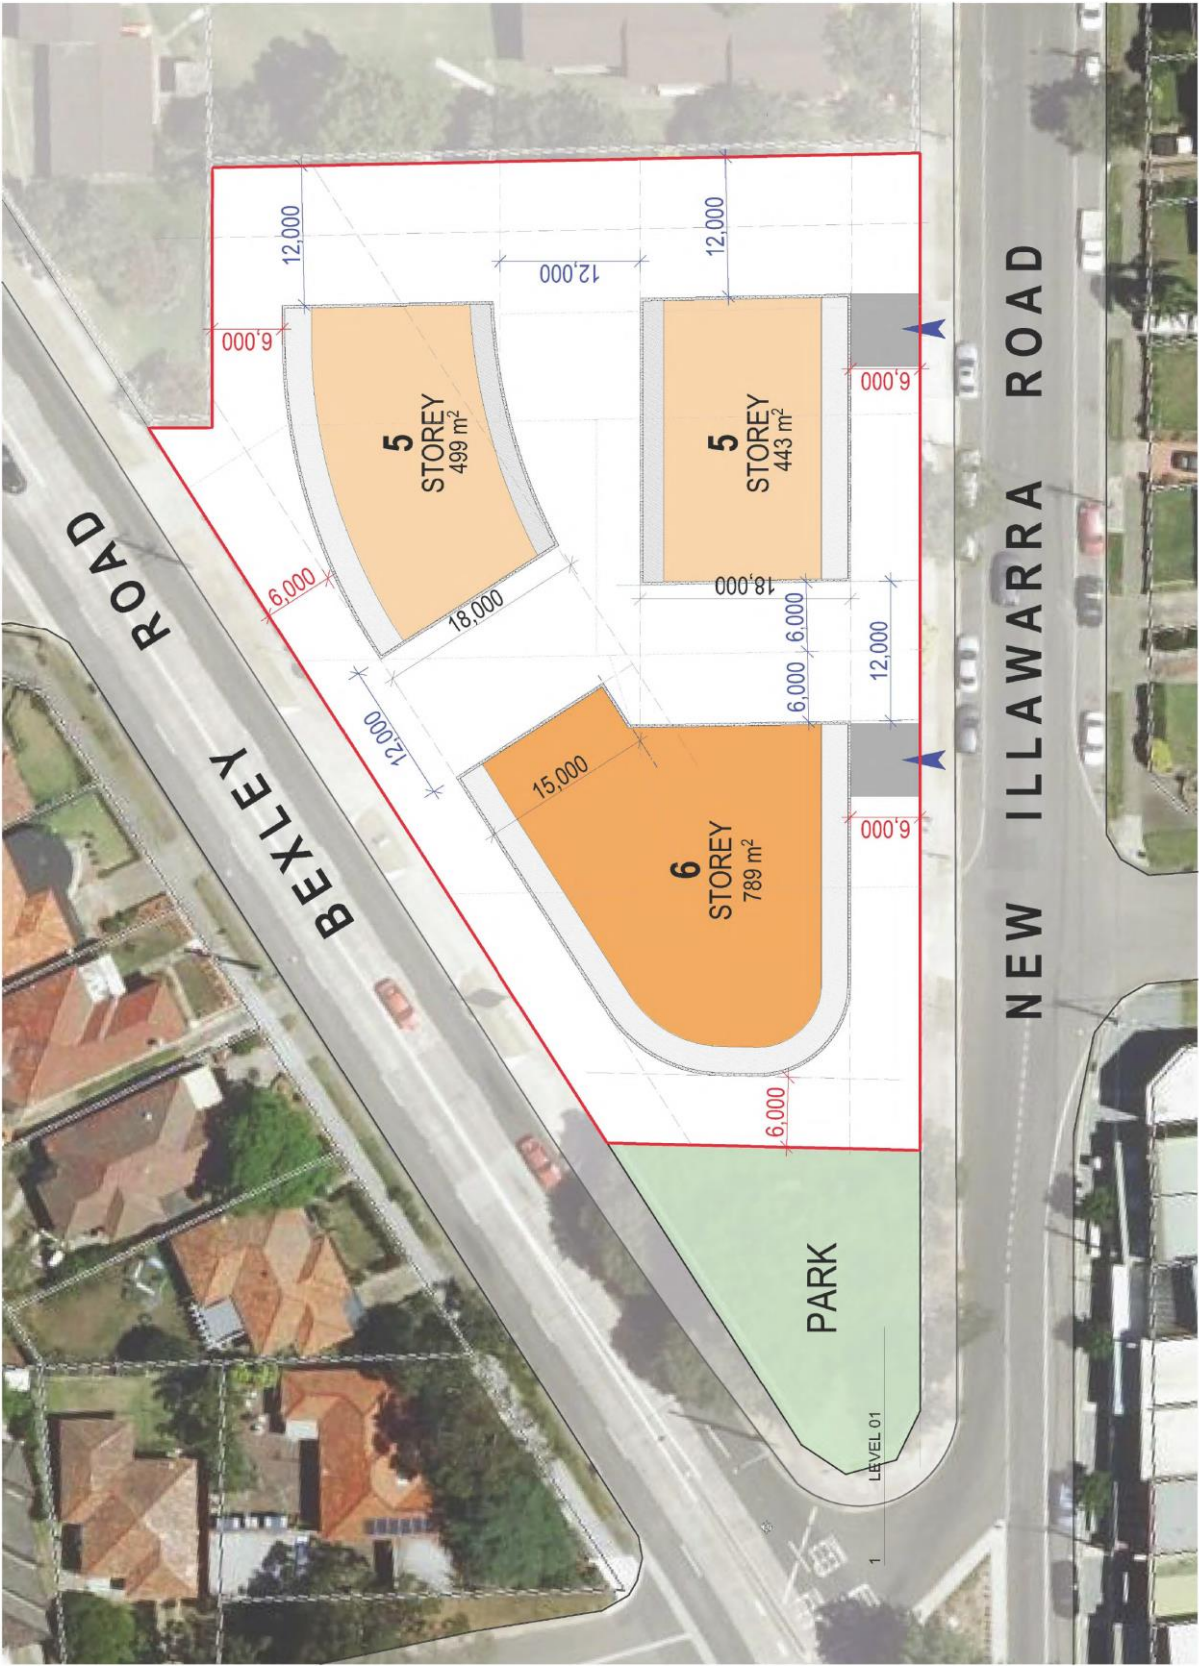 12,000
12,000
12,000
6,000
6,000
5
STOREY
499 m²
5
STOREY
443 m²
ROAD
ROAD
6,000
18,000
18,000
6,000
6,000
12,000
12,000
BEXLEY
15,000
6
STOREY
789 m²
6,000
NEW ILLAWARRA
6,000
PARK
1
LEVEL 01